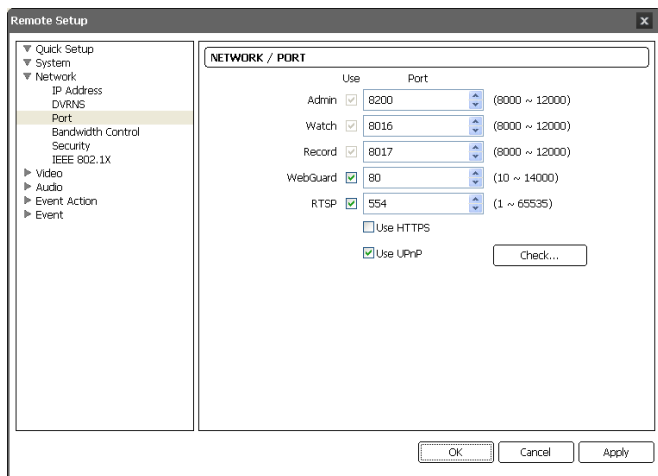 Remote Setup
Quick Setup
System
Network
IP Address
DVRNS
Port
Bandwidth Control
Security
IEEE 802.1X
Video
Audio
Event Action
Event
NETWORK / PORT
Use Port
Admin 8200 (8000 ~ 12000)
Watch 8016 (8000 ~ 12000)
Record 8017 (8000 ~ 12000)
WebGuard 80 (10 ~ 14000)
RTSP 554 (1 ~ 65535)
Use HTTPS
Use UPnP Check...
OK Cancel Apply